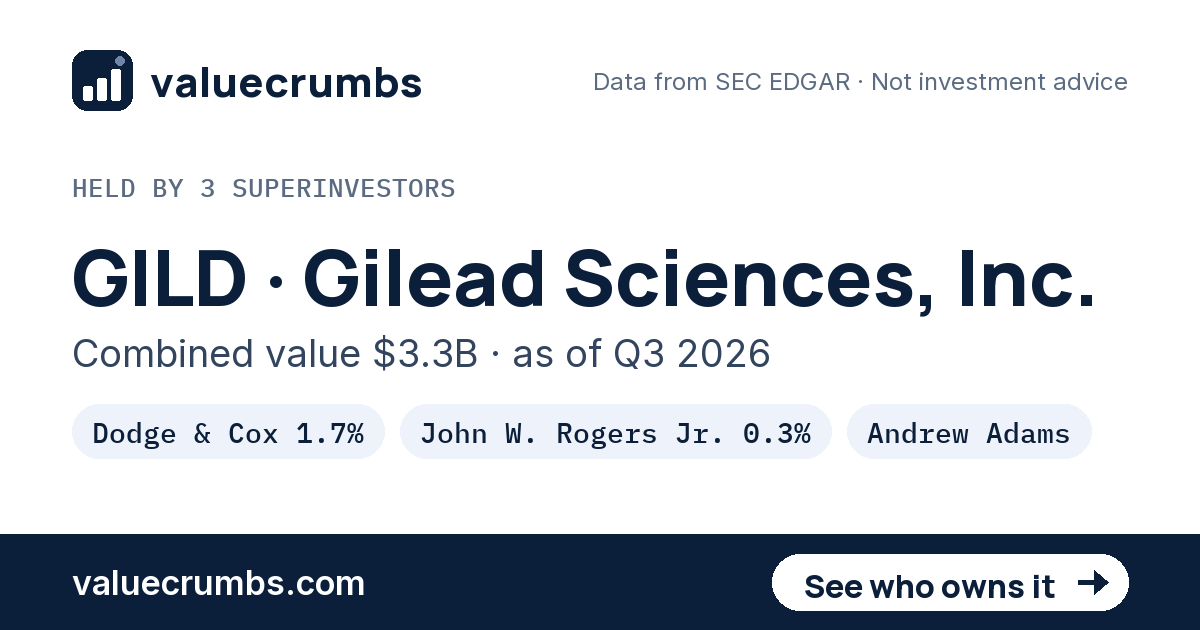 valuecrumbs
Data from SEC EDGAR · Not investment advice
HELD BY 3 SUPERINVESTORS
GILD · Gilead Sciences, Inc.
Combined value $3.3B · as of Q3 2026
Dodge & Cox 1.7%
John W. Rogers Jr. 0.3%
Andrew Adams
valuecrumbs.com
See who owns it →